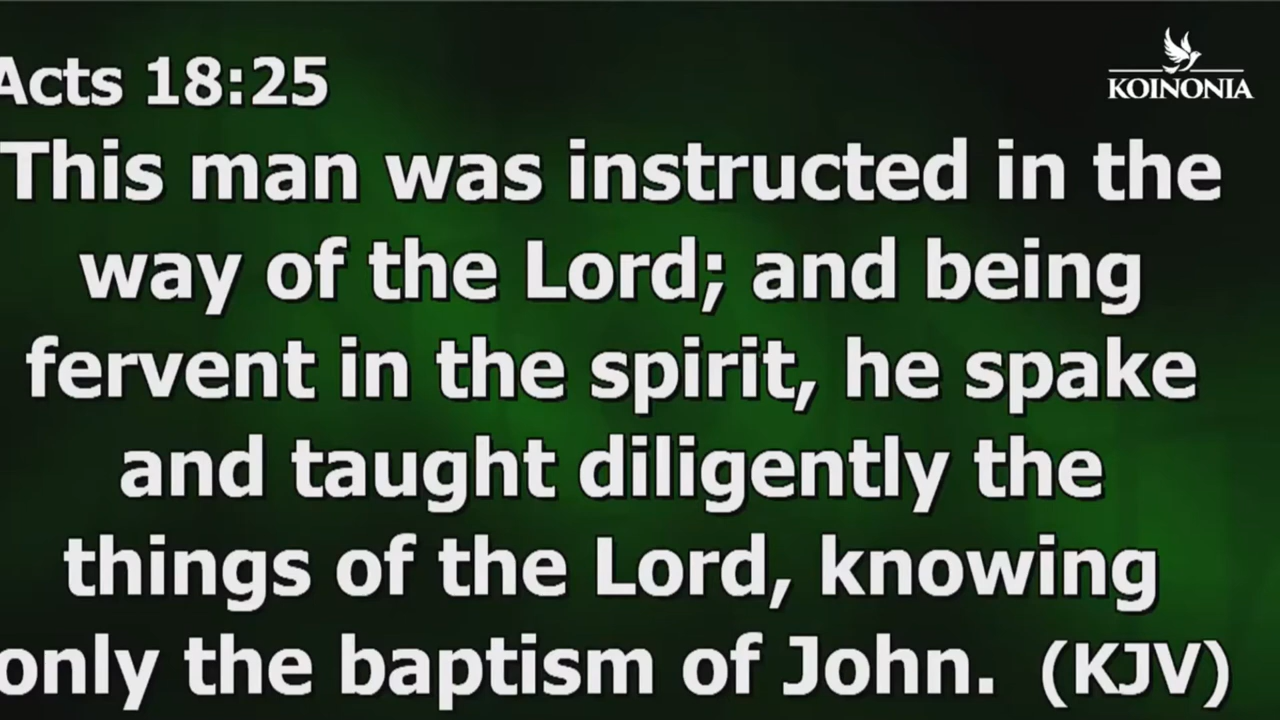 Acts 18:25
KOINONIA
This man was instructed in the
way of the Lord; and being
fervent in the spirit, he spake
and taught diligently the
things of the Lord, knowing
only the baptism of John. (KJV)